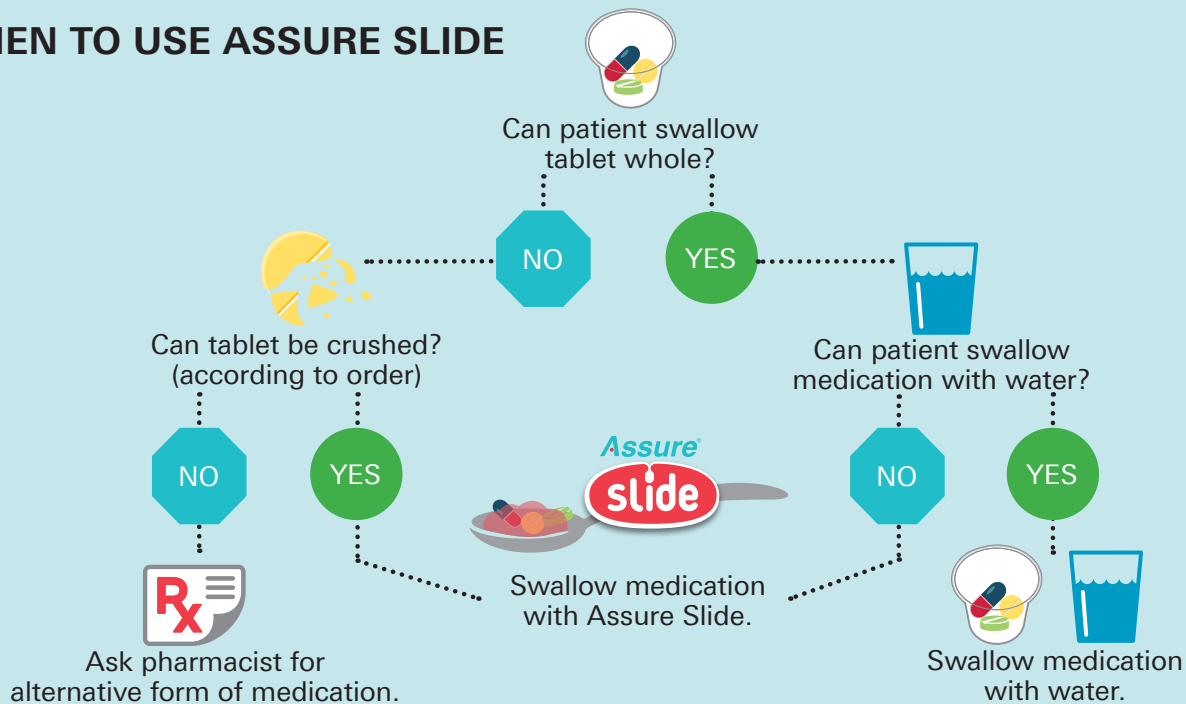 TO USE ASSURE SLIDE
Can patient swallow
tablet whole?
NO
YES
Can tablet be crushed?
(according to order)
Can patient swallow
medication with water?
NO
YES
Assure®
slide
NO
YES
Swallow medication
with Assure Slide.
Rx
Ask pharmacist for
alternative form of medication.
Swallow medication
with water.